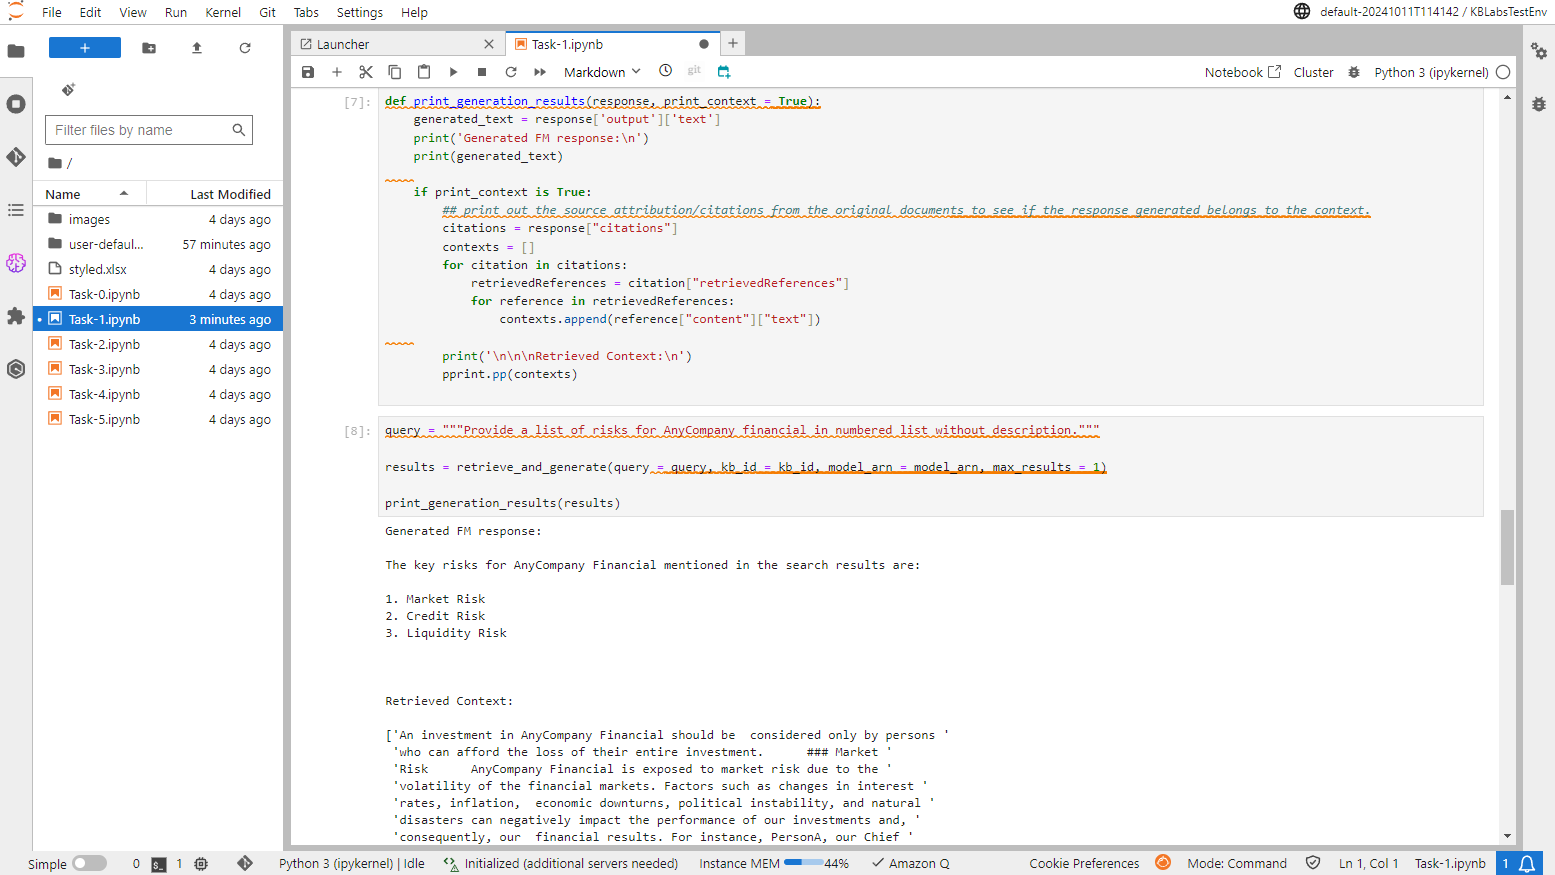 File Edit View Run Kernel Git Tabs Settings Help
default-20241011T114142 / KBLabsTestEnv
Launcher
Task-1.ipynb
Markdown
git
Notebook
Cluster
Python 3 (ipykernel)
Filter files by name
/
Name Last Modified
images 4 days ago
user-defaul... 57 minutes ago
styled.xlsx 4 days ago
Task-0.ipynb 4 days ago
Task-1.ipynb 3 minutes ago
Task-2.ipynb 4 days ago
Task-3.ipynb 4 days ago
Task-4.ipynb 4 days ago
Task-5.ipynb 4 days ago
[7]: def print_generation_results(response, print_context = True):
generated_text = response['output']['text']
print('Generated FM response:\n')
print(generated_text)
if print_context is True:
## print out the source attribution/citations from the original documents to see if the response generated belongs to the context.
citations = response["citations"]
contexts = []
for citation in citations:
retrievedReferences = citation["retrievedReferences"]
for reference in retrievedReferences:
contexts.append(reference["content"]["text"])
print('\n\n\nRetrieved Context:\n')
pprint.pp(contexts)
[8]: query = """Provide a list of risks for AnyCompany financial in numbered list without description."""
results = retrieve_and_generate(query = query, kb_id = kb_id, model_arn = model_arn, max_results = 1)
print_generation_results(results)
Generated FM response:
The key risks for AnyCompany Financial mentioned in the search results are:
1. Market Risk
2. Credit Risk
3. Liquidity Risk
Retrieved Context:
['An investment in AnyCompany Financial should be  considered only by persons '
'who can afford the loss of their entire investment.      ### Market '
'Risk      AnyCompany Financial is exposed to market risk due to the '
'volatility of the financial markets. Factors such as changes in interest '
'rates, inflation,  economic downturns, political instability, and natural '
'disasters can negatively impact the performance of our investments and, '
'consequently, our  financial results. For instance, PersonA, our Chief '
Simple 0 1 Python 3 (ipykernel) | Idle Initialized (additional servers needed) Instance MEM 44% Amazon Q Cookie Preferences Mode: Command Ln 1, Col 1 Task-1.ipynb 1